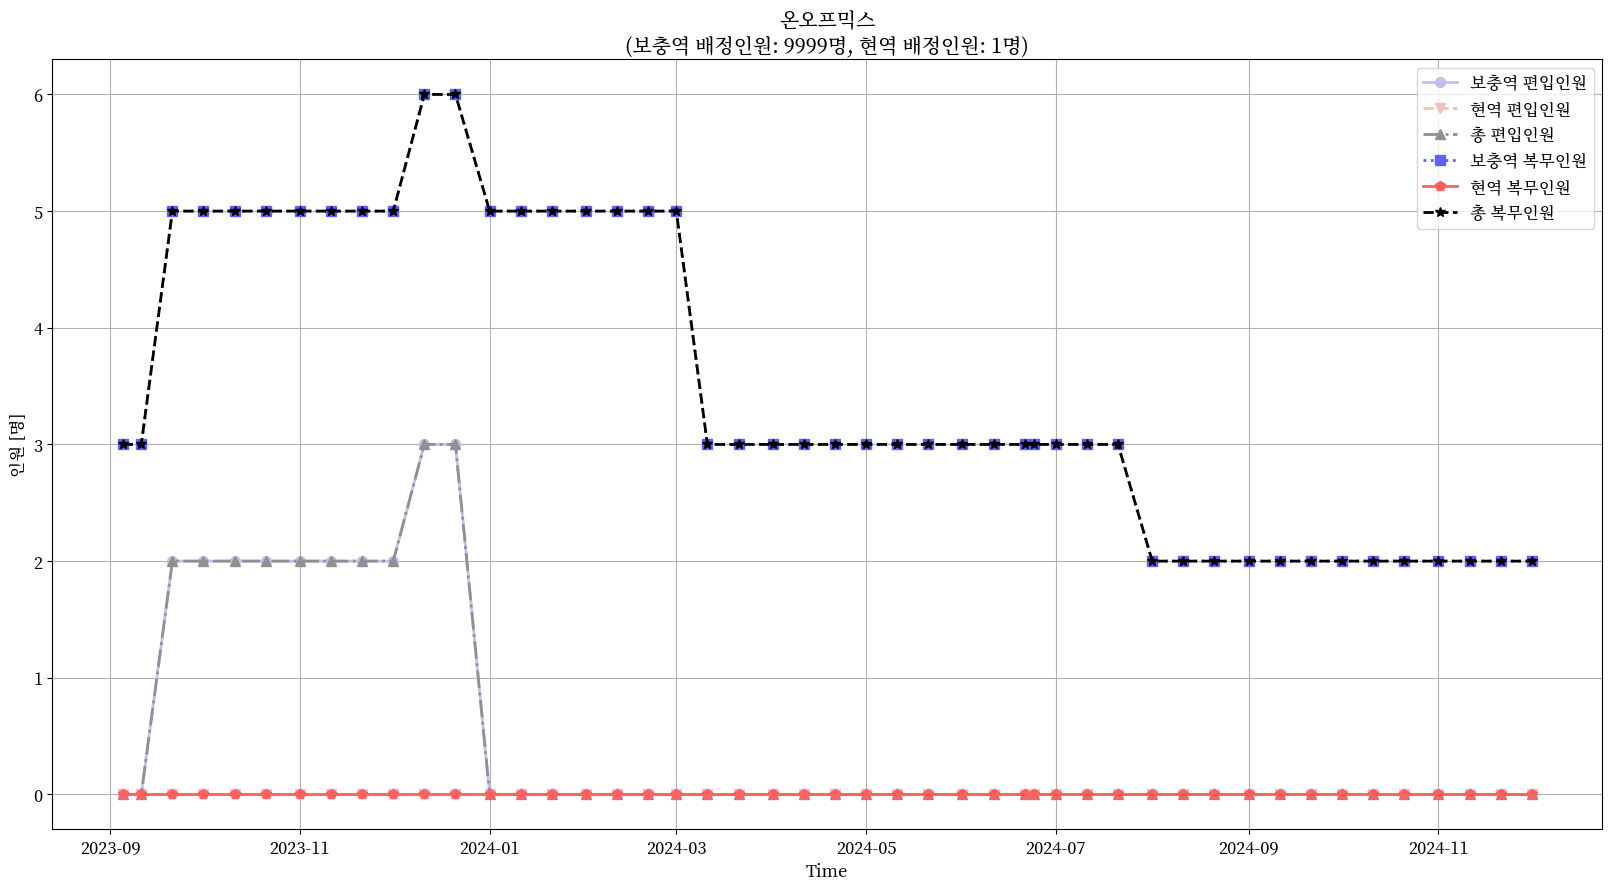 온오프믹스
(보충역 배정인원: 9999명, 현역 배정인원: 1명)
보충역 편입인원
현역 편입인원
총 편입인원
보충역 복무인원
현역 복무인원
총 복무인원
인원 [명]
6
5
4
3
2
1
0
2023-09
2023-11
2024-01
2024-03
2024-05
2024-07
2024-09
2024-11
Time